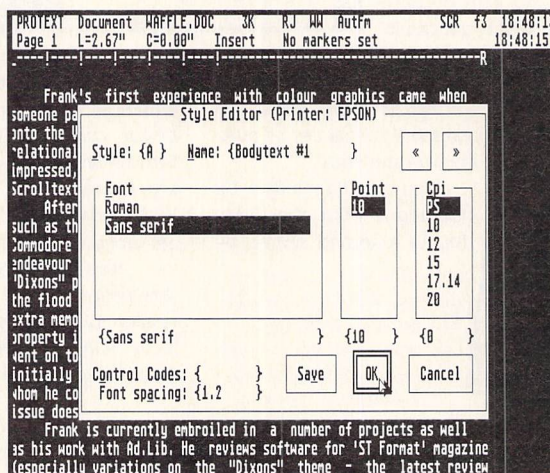 PROTEXT Document WAFFLE.DOC 3K RJ WW AutFm SCR f3 18:48:1
Page 1 L=2.67" C=0.00" Insert No markers set 18:48:15
Frank's first experience with colour graphics came when
someone pa
onto the V
relational
impressed,
Scrolltext
After
such as th
Commodore
endeavour
"Dixons" p
the flood
extra memo
property i
went on to
initially
whom he co
issue does
Style Editor (Printer: EPSON)
Style: {A } Name: {Bodytext #1 } « »
Font Point Cpi
Roman 10 PS
Sans serif 10
12
15
17.14
20
{Sans serif } {10 } {0 }
Control Codes: { } Save OK Cancel
Font spacing: {1.2 }
Frank is currently embroiled in a number of projects as well
as his work with Ad.Lib. He reviews software for 'ST Format' magazine
(especially variations on the "Dixons" theme - the latest review